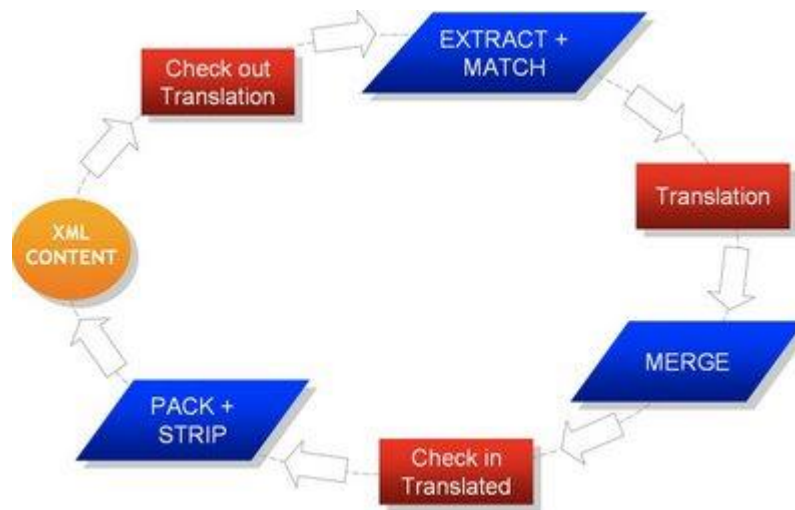 EXTRACT +
MATCH
Check out
Translation
Translation
XML
CONTENT
MERGE
PACK +
STRIP
Check in
Translated